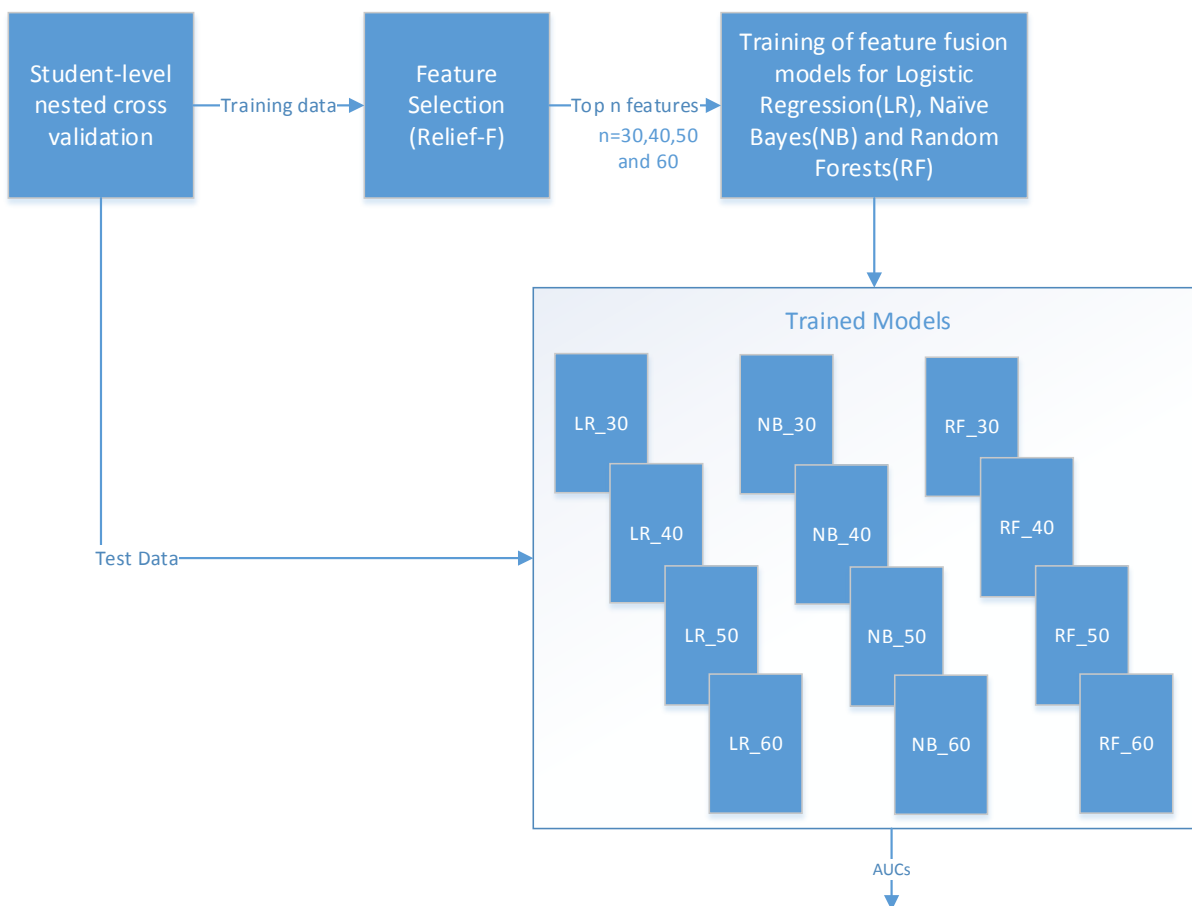 Student-level
nested cross
validation
Training data
Feature
Selection
(Relief-F)
Top n features
n=30,40,50
and 60
Training of feature fusion
models for Logistic
Regression(LR), Naïve
Bayes(NB) and Random
Forests(RF)
Trained Models
LR_30
NB_30
RF_30
LR_40
NB_40
RF_40
Test Data
LR_50
NB_50
RF_50
LR_60
NB_60
RF_60
AUCs